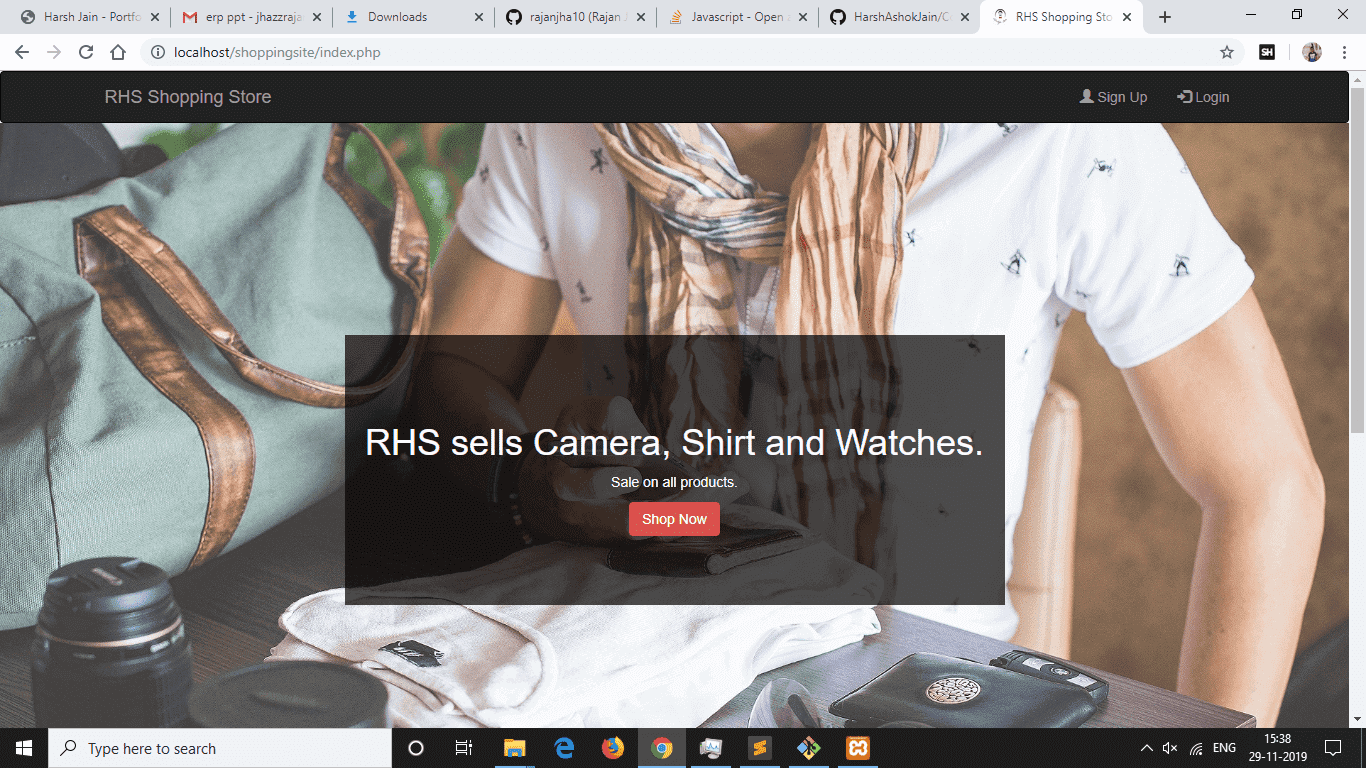 Harsh Jain - Portfo
erp ppt - jhazzraja
Downloads
rajanjha10 (Rajan J
Javascript - Open
HarshAshokJain/C
RHS Shopping Sto
localhost/shoppingsite/index.php
SH
RHS Shopping Store
Sign Up
Login
RHS sells Camera, Shirt and Watches.
Sale on all products.
Shop Now
Type here to search
ENG
15:38
29-11-2019